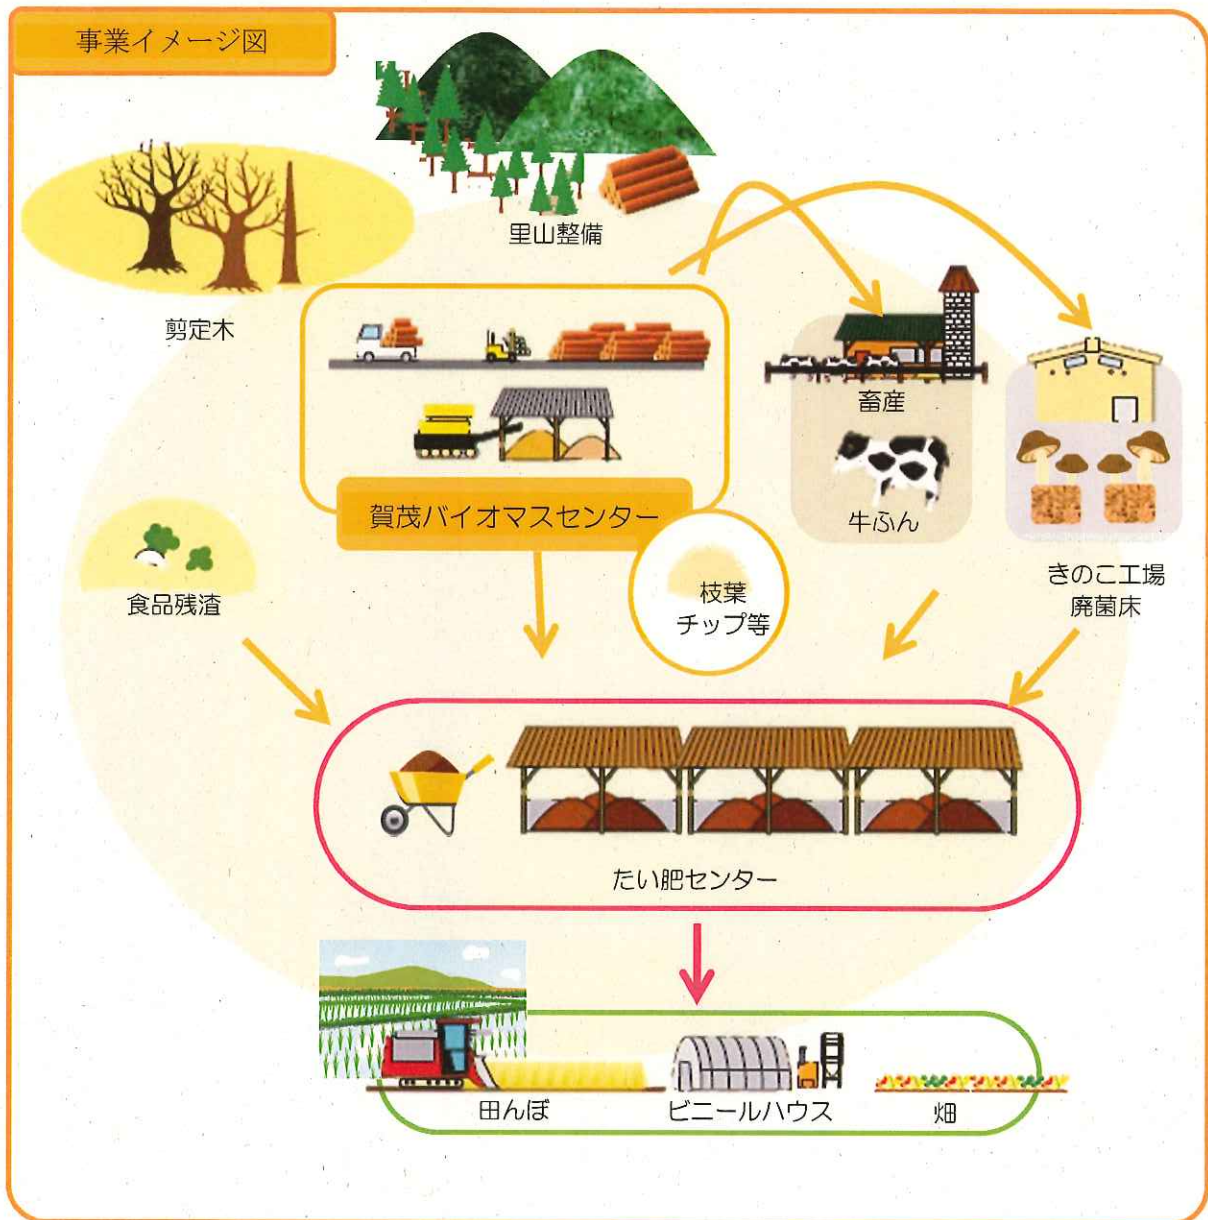 事業イメージ図
里山整備
剪定木
畜産
賀茂バイオマスセンター
牛ふん
きのこ工場
廃菌床
枝葉
チップ等
食品残渣
たい肥センター
田んぼ
ビニールハウス
畑